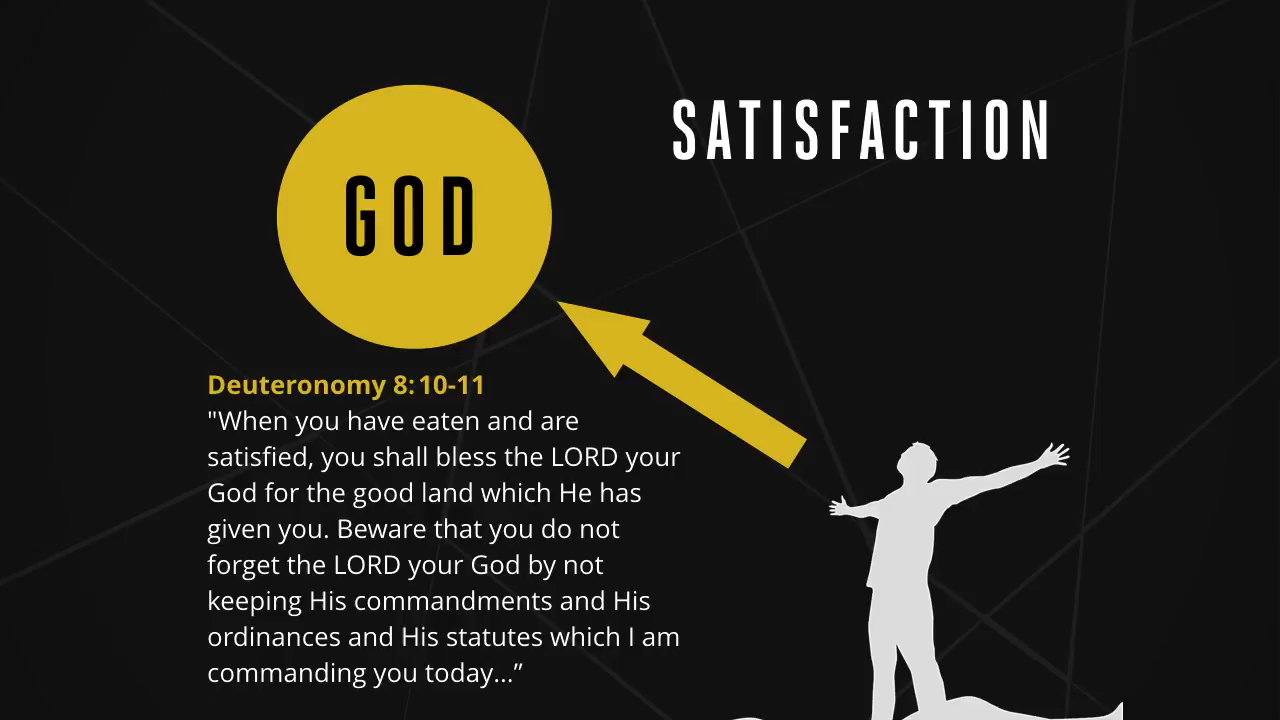 SATISFACTION
GOD
Deuteronomy 8:10-11
"When you have eaten and are
satisfied, you shall bless the LORD your
God for the good land which He has
given you. Beware that you do not
forget the LORD your God by not
keeping His commandments and His
ordinances and His statutes which I am
commanding you today...”